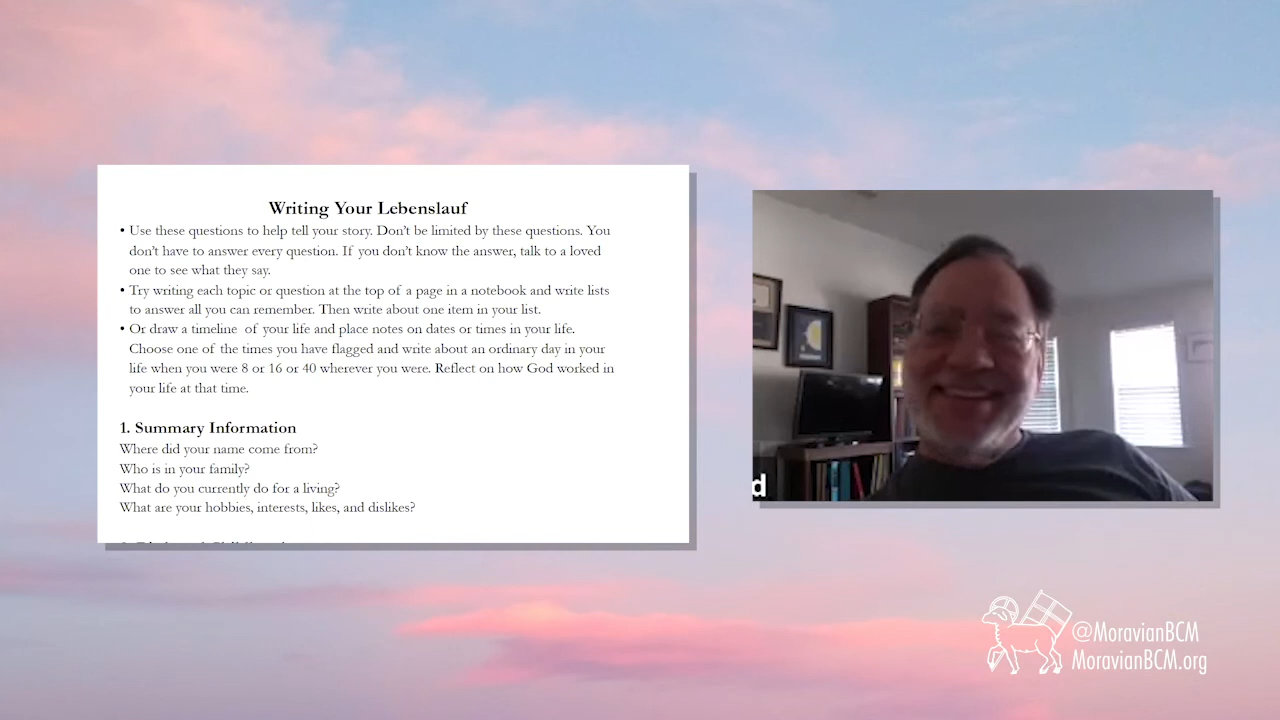 Writing Your Lebenslauf
• Use these questions to help tell your story. Don't be limited by these questions. You
don't have to answer every question. If you don't know the answer, talk to a loved
one to see what they say.
• Try writing each topic or question at the top of a page in a notebook and write lists
to answer all you can remember. Then write about one item in your list.
• Or draw a timeline of your life and place notes on dates or times in your life.
Choose one of the times you have flagged and write about an ordinary day in your
life when you were 8 or 16 or 40 wherever you were. Reflect on how God worked in
your life at that time.
1. Summary Information
Where did your name come from?
Who is in your family?
What do you currently do for a living?
What are your hobbies, interests, likes, and dislikes?
d
@MoravianBCM
MoravianBCM.org